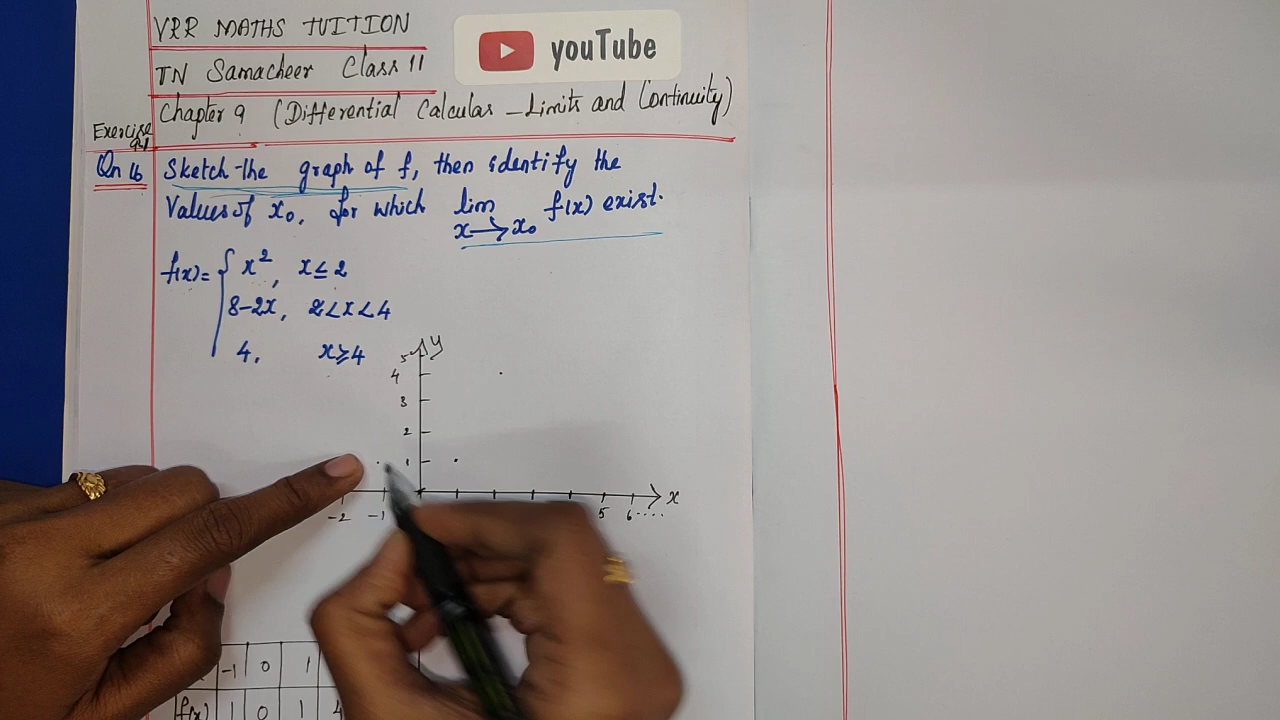 VRR MATHS TUITION
youTube
TN Samacheer Class 11
Chapter 9 (Differential Calculas - Limits and Continuity)
Exercise
9.1
Qn 16 Sketch the graph of f, then identify the
Values of x₀, for which lim f(x) exist.
x→x₀
f(x) = { x², x ≤ 2
8-2x, 2 < x < 4
4, x ≥ 4
y
5
4
3
2
1
x
-2 -1 5 6....
-1 0 1
f(x) 1 0 1 4